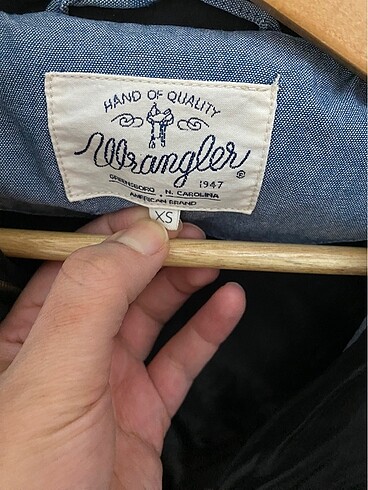 HAND OF QUALITY
Wrangler®
1947
GREENSBORO N. CAROLINA
AMERICAN BRAND
XS